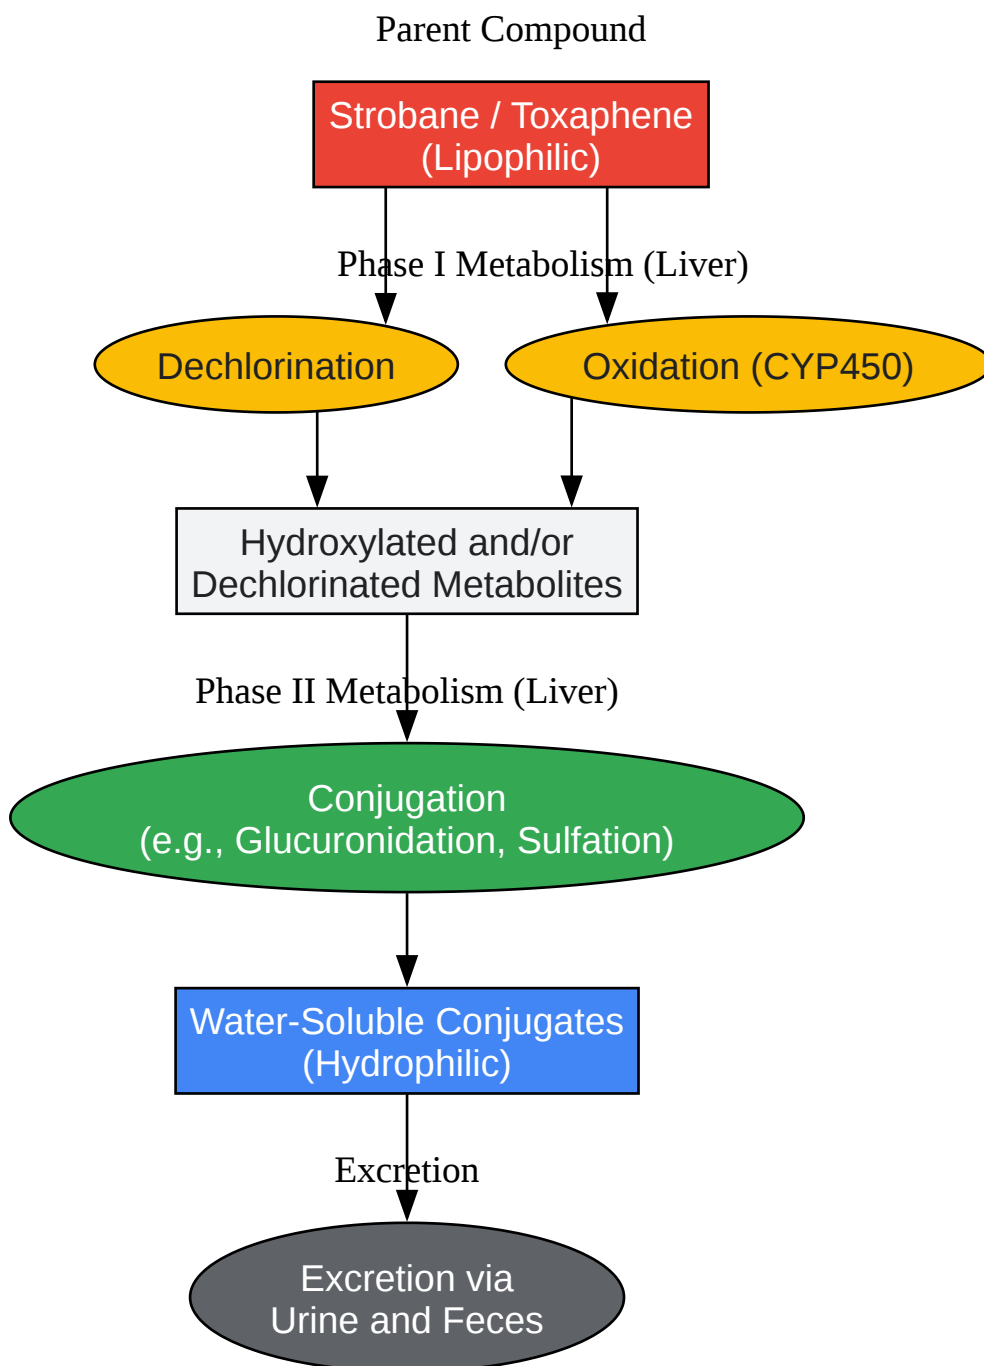 Parent Compound
Strobane / Toxaphene
(Lipophilic)
Phase I Metabolism (Liver)
Dechlorination
Oxidation (CYP450)
Hydroxylated and/or
Dechlorinated Metabolites
Phase II Metabolism (Liver)
Conjugation
(e.g., Glucuronidation, Sulfation)
Water-Soluble Conjugates
(Hydrophilic)
Excretion
Excretion via
Urine and Feces